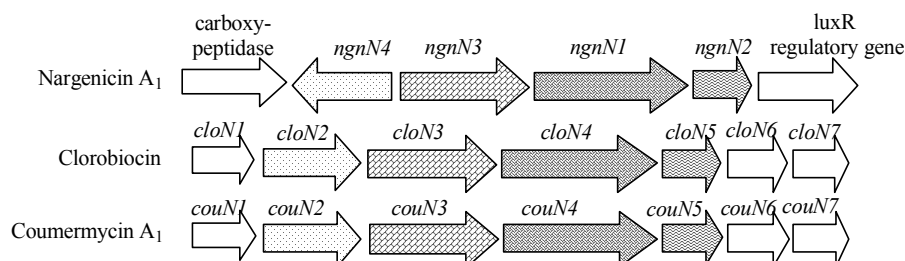 carboxy-
peptidase
ngnN4 ngnN3 ngnN1 ngnN2
luxR
regulatory gene
Nargenicin A1
cloN1 cloN2 cloN3 cloN4 cloN5 cloN6 cloN7
Clorobiocin
couN1 couN2 couN3 couN4 couN5 couN6 couN7
Coumermycin A1